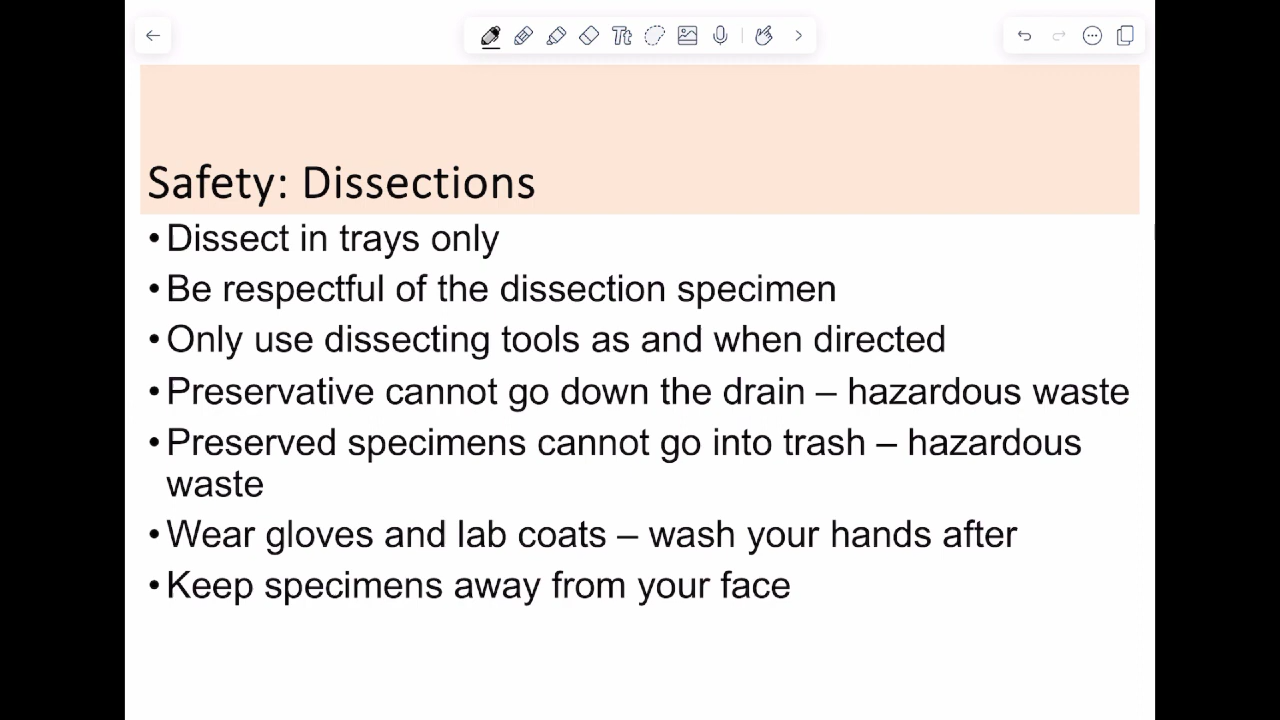 Tt
Safety: Dissections
•Dissect in trays only
•Be respectful of the dissection specimen
•Only use dissecting tools as and when directed
•Preservative cannot go down the drain – hazardous waste
•Preserved specimens cannot go into trash – hazardous
waste
•Wear gloves and lab coats – wash your hands after
•Keep specimens away from your face